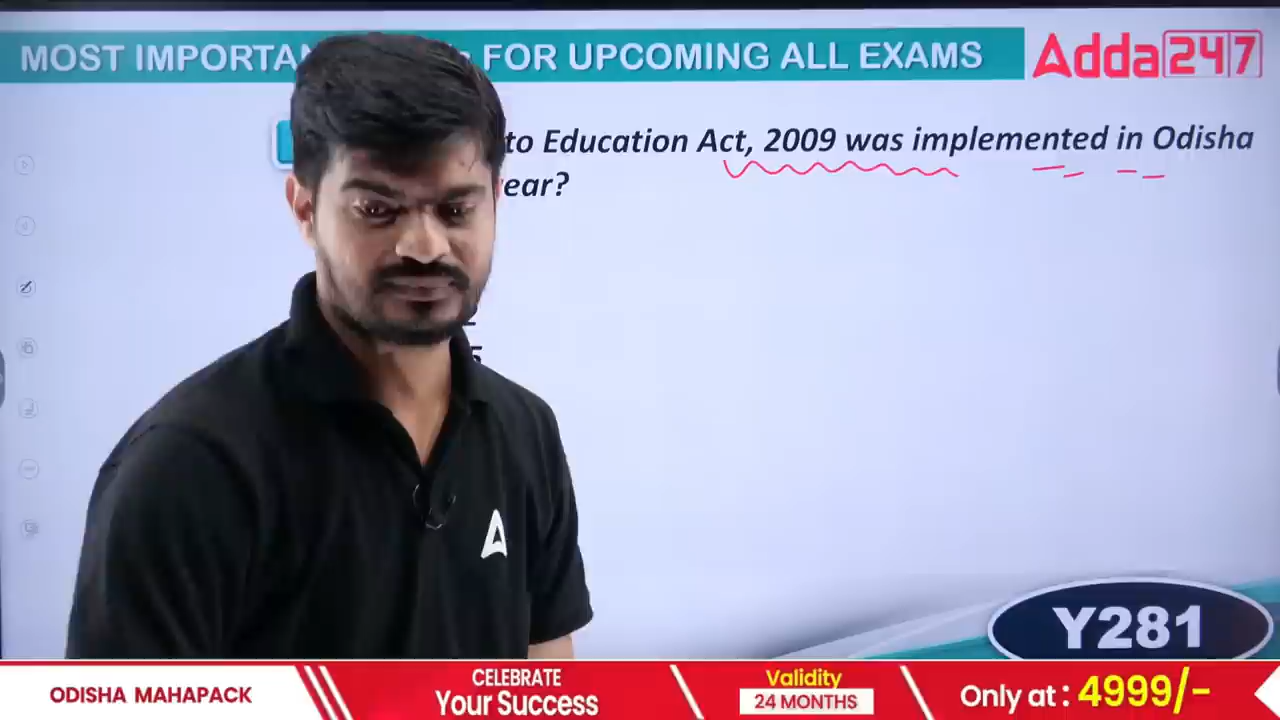 MOST IMPORTAN FOR UPCOMING ALL EXAMS
Adda247
to Education Act, 2009 was implemented in Odisha
ear?
5
Y281
ODISHA MAHAPACK
CELEBRATE
Your Success
Validity
24 MONTHS
Only at : 4999/-